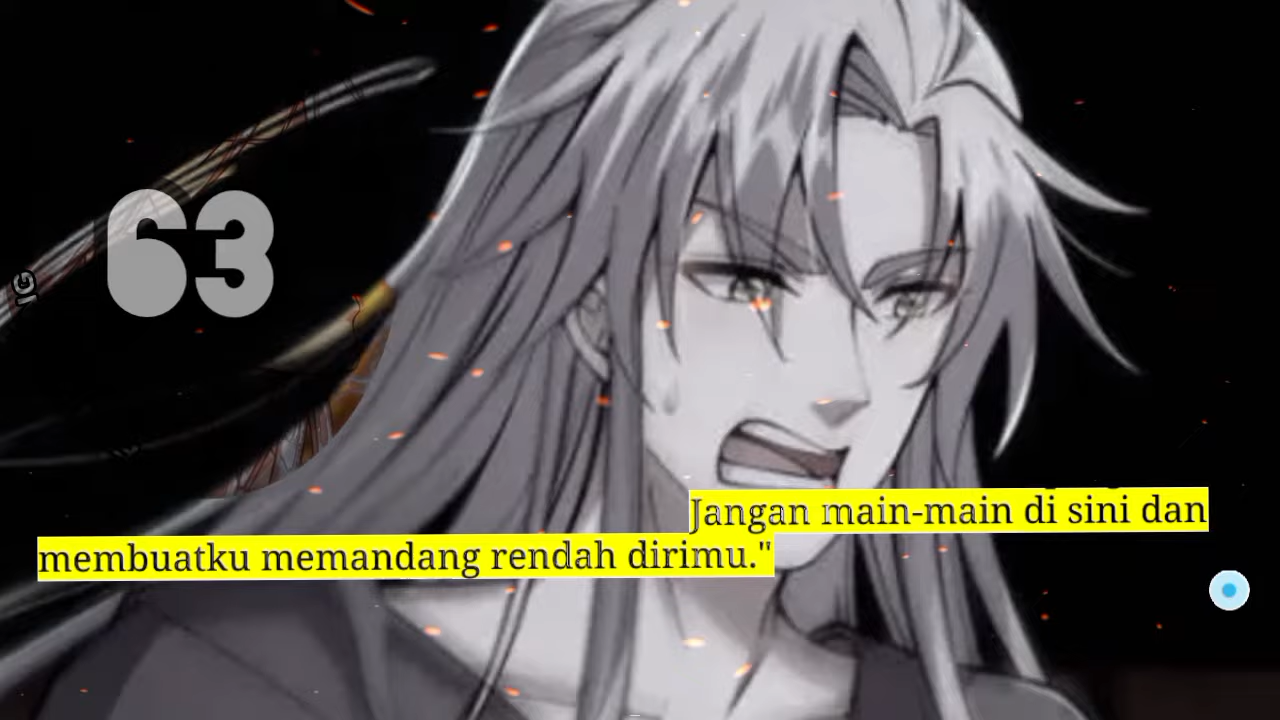 63
Jangan main-main di sini dan
membuatku memandang rendah dirimu."